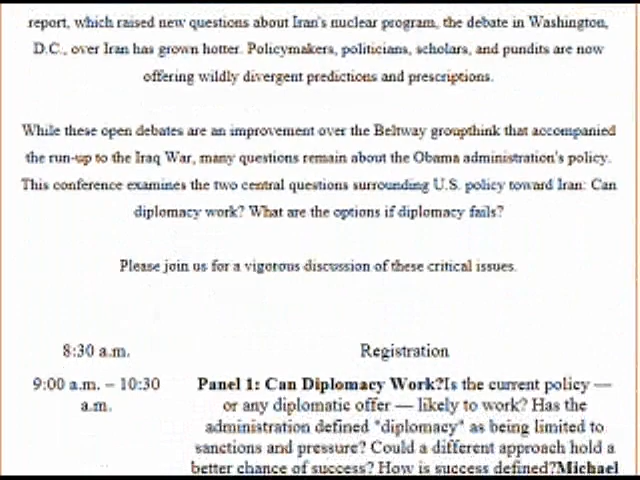 report, which raised new questions about Iran's nuclear program, the debate in Washington,
D.C., over Iran has grown hotter. Policymakers, politicians, scholars, and pundits are now
offering wildly divergent predictions and prescriptions.
While these open debates are an improvement over the Beltway groupthink that accompanied
the run-up to the Iraq War, many questions remain about the Obama administration's policy.
This conference examines the two central questions surrounding U.S. policy toward Iran: Can
diplomacy work? What are the options if diplomacy fails?
Please join us for a vigorous discussion of these critical issues.
8:30 a.m. Registration
9:00 a.m. – 10:30 Panel 1: Can Diplomacy Work?Is the current policy —
a.m. or any diplomatic offer — likely to work? Has the
administration defined "diplomacy" as being limited to
sanctions and pressure? Could a different approach hold a
better chance of success? How is success defined?Michael